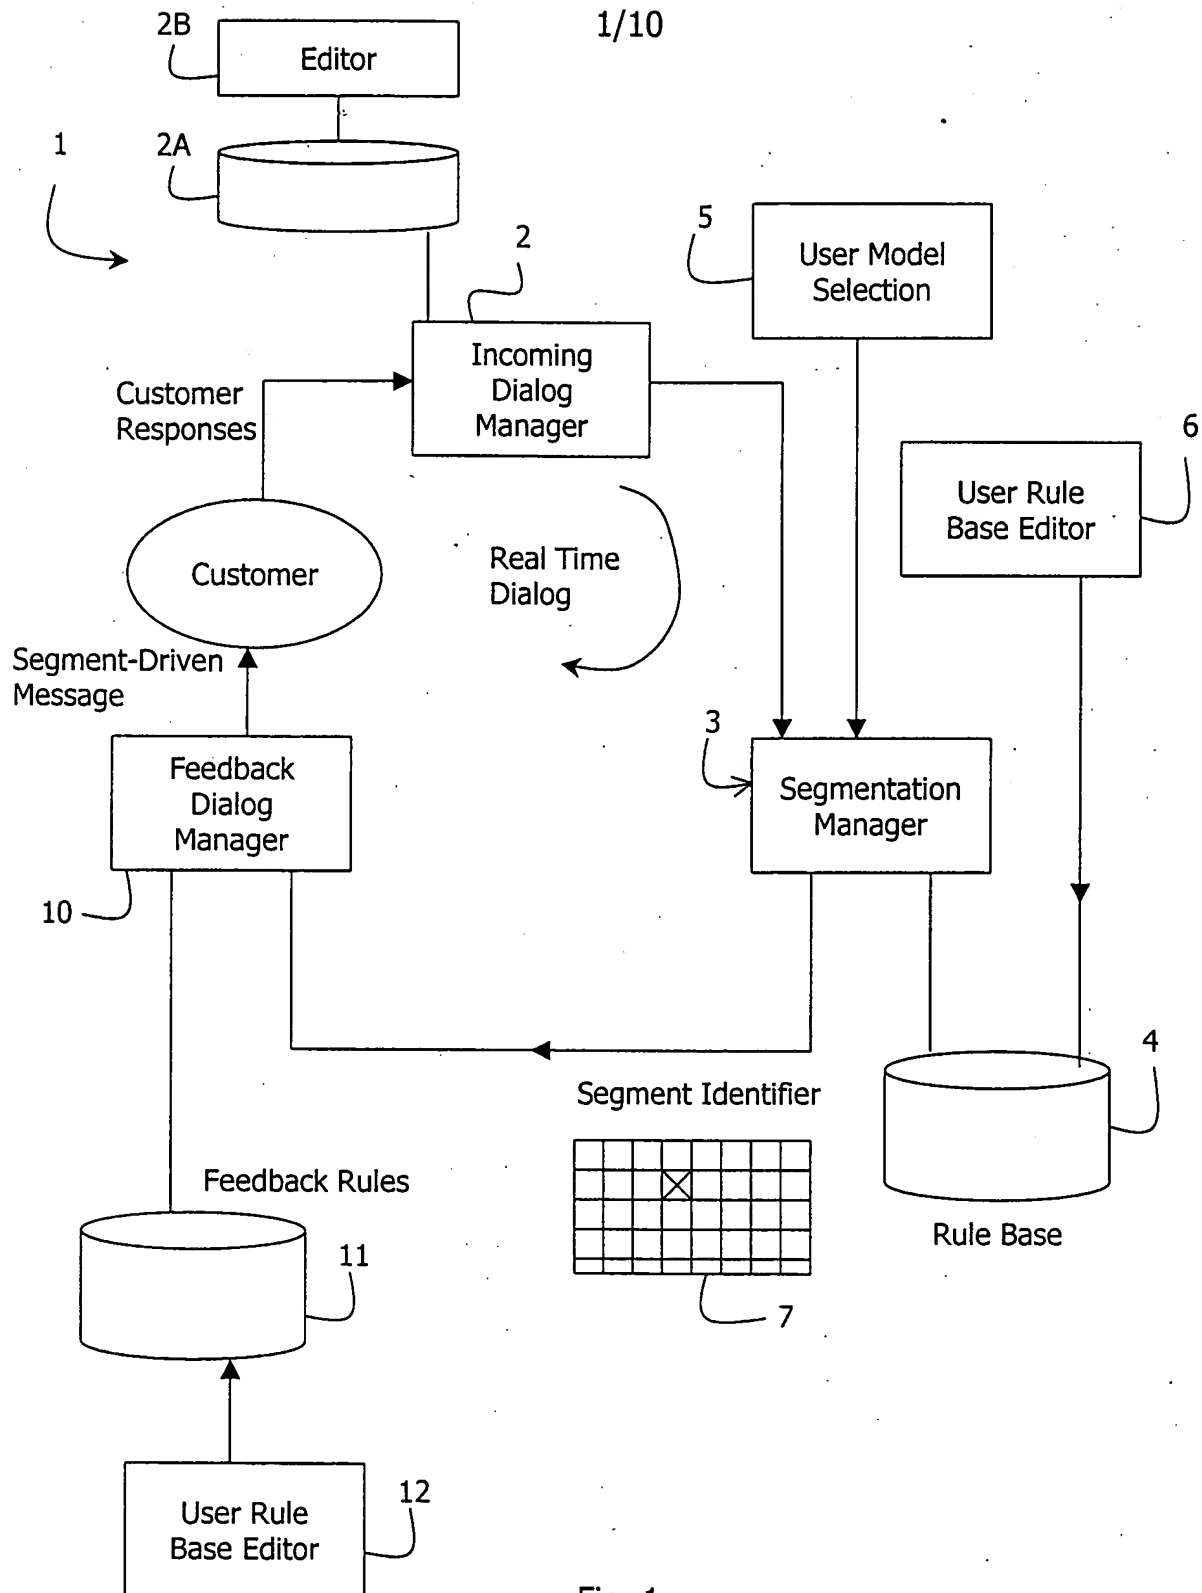 1/10
2B
Editor
1
2A
2
5
User Model
Selection
Incoming
Dialog
Manager
Customer
Responses
6
User Rule
Base Editor
Real Time
Dialog
Customer
Segment-Driven
Message
3
Segmentation
Manager
Feedback
Dialog
Manager
10
4
Segment Identifier
Feedback Rules
Rule Base
11
7
12
User Rule
Base Editor